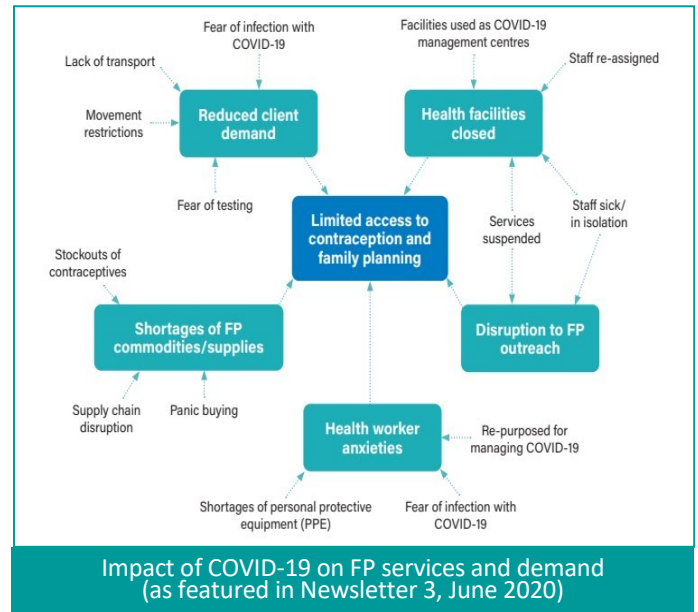 Fear of infection with
COVID-19
Lack of transport
Movement
restrictions
Reduced client
demand
Fear of testing
Facilities used as COVID-19
management centres
Staff re-assigned
Health facilities
closed
Services
suspended
Staff sick/
in isolation
Limited access to
contraception and
family planning
Stockouts of
contraceptives
Shortages of FP
commodities/supplies
Supply chain
disruption
Panic buying
Disruption to FP
outreach
Health worker
anxieties
Re-purposed for
managing COVID-19
Shortages of personal protective
equipment (PPE)
Fear of infection with
COVID-19
Impact of COVID-19 on FP services and demand
(as featured in Newsletter 3, June 2020)